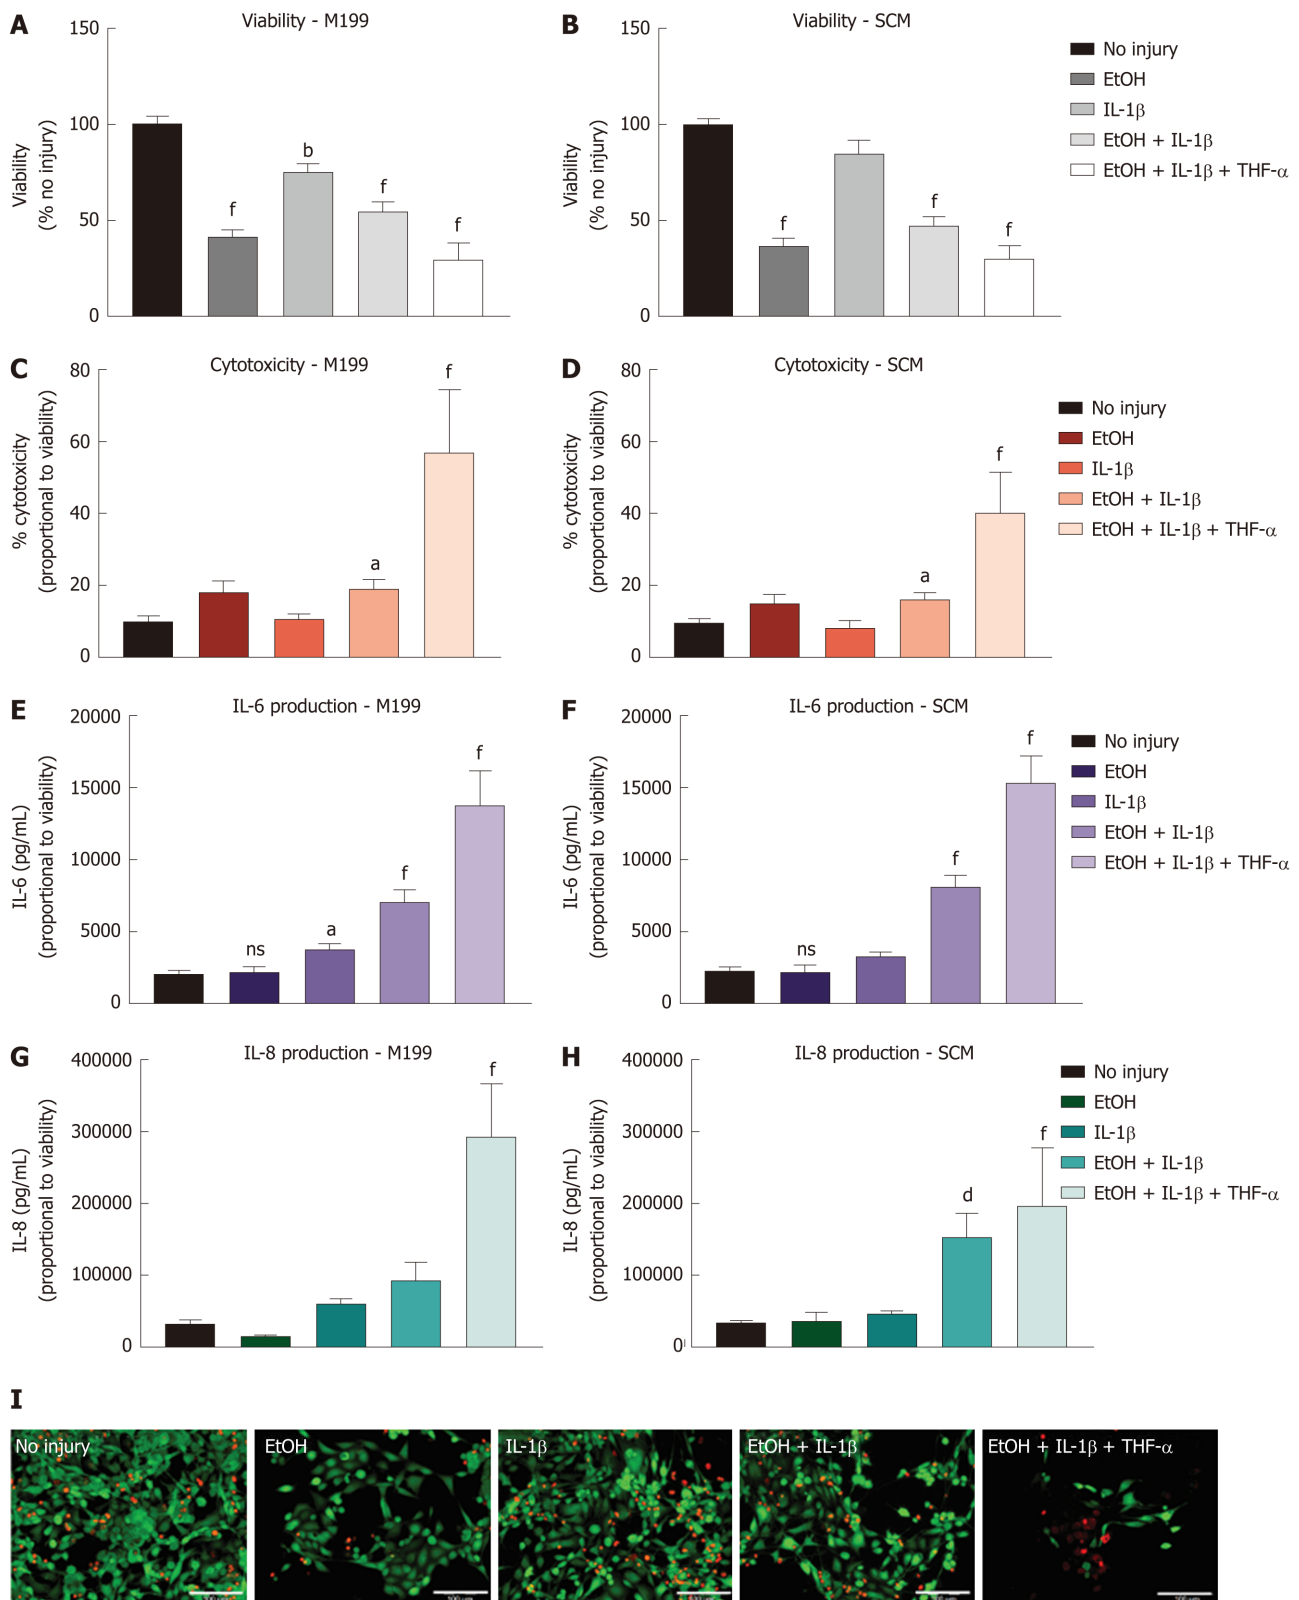 A
Viability - M199
150
100
50
0
Viability
(% no injury)
f
b
f
f
B
Viability - SCM
150
100
50
0
Viability
(% no injury)
f
f
f
No injury
EtOH
IL-1β
EtOH + IL-1β
EtOH + IL-1β + THF-α
C
Cytotoxicity - M199
80
60
40
20
0
% cytotoxicity
(proportional to viability)
a
f
D
Cytotoxicity - SCM
80
60
40
20
0
% cytotoxicity
(proportional to viability)
a
f
No injury
EtOH
IL-1β
EtOH + IL-1β
EtOH + IL-1β + THF-α
E
IL-6 production - M199
20000
15000
10000
5000
0
IL-6 (pg/mL)
(proportional to viability)
ns
a
f
f
F
IL-6 production - SCM
20000
15000
10000
5000
0
IL-6 (pg/mL)
(proportional to viability)
ns
f
f
No injury
EtOH
IL-1β
EtOH + IL-1β
EtOH + IL-1β + THF-α
G
IL-8 production - M199
400000
300000
200000
100000
0
IL-8 (pg/mL)
(proportional to viability)
f
H
IL-8 production - SCM
400000
300000
200000
100000
0
IL-8 (pg/mL)
(proportional to viability)
d
f
No injury
EtOH
IL-1β
EtOH + IL-1β
EtOH + IL-1β + THF-α
I
No injury
EtOH
IL-1β
EtOH + IL-1β
EtOH + IL-1β + THF-α